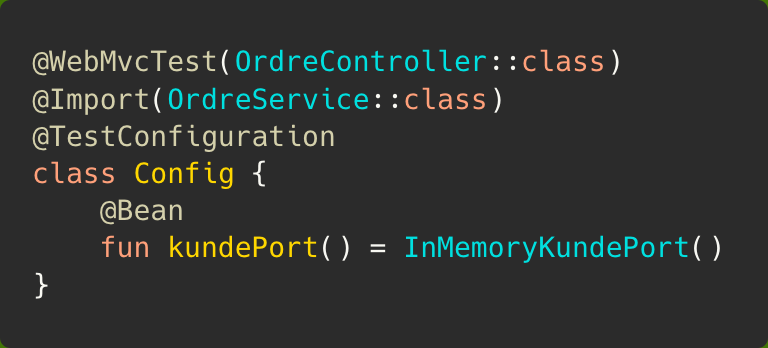 @WebMvcTest(OrdreController::class)
@Import(OrdreService::class)
@TestConfiguration
class Config {
    @Bean
    fun kundePort() = InMemoryKundePort()
}